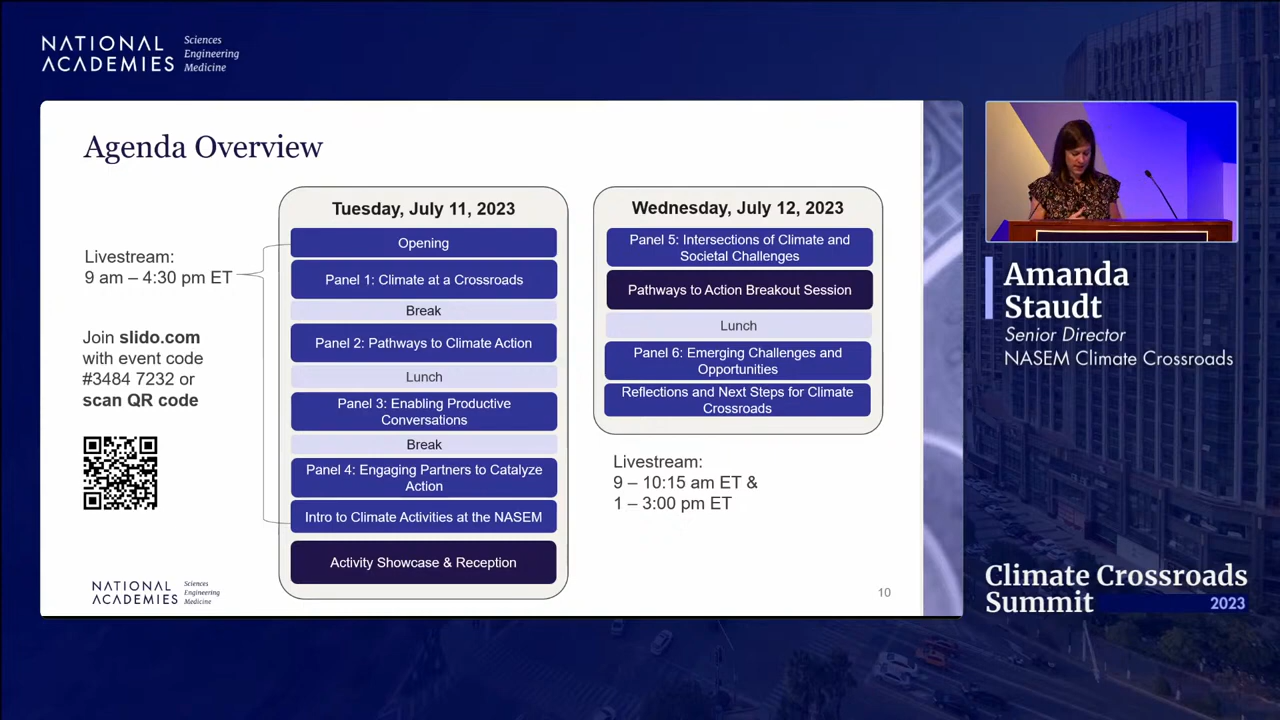 NATIONAL
ACADEMIES
Sciences
Engineering
Medicine
Agenda Overview
Livestream:
9 am – 4:30 pm ET
Join slido.com
with event code
#3484 7232 or
scan QR code
Tuesday, July 11, 2023
Opening
Panel 1: Climate at a Crossroads
Break
Panel 2: Pathways to Climate Action
Lunch
Panel 3: Enabling Productive
Conversations
Break
Panel 4: Engaging Partners to Catalyze
Action
Intro to Climate Activities at the NASEM
Activity Showcase & Reception
Wednesday, July 12, 2023
Panel 5: Intersections of Climate and
Societal Challenges
Pathways to Action Breakout Session
Lunch
Panel 6: Emerging Challenges and
Opportunities
Reflections and Next Steps for Climate
Crossroads
Livestream:
9 – 10:15 am ET &
1 – 3:00 pm ET
NATIONAL
ACADEMIES
Sciences
Engineering
Medicine
10
Amanda
Staudt
Senior Director
NASEM Climate Crossroads
Climate Crossroads
Summit
2023